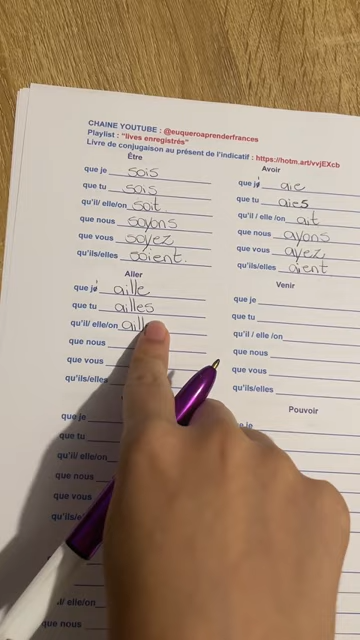 CHAINE YOUTUBE : @euqueroaprenderfrances
Playlist : "lives enregistrés"
Livre de conjugaison au présent de l'indicatif : https://hotm.art/vvjEXcb
Être
que je sois
que tu sois
qu'il/ elle/on soit
que nous soyons
que vous soyez
qu'ils/elles soient.
Avoir
que j' aie
que tu aies
qu'il / elle /on ait
que nous ayons
que vous ayez,
qu'ils/elles aient
Aller
que j' aille
que tu ailles
qu'il/ elle/on aill
que nous
que vous
qu'ils/elles
Venir
que je
que tu
qu'il / elle /on
que nous
que vous
qu'ils/elles
que je
que tu
qu'il/ elle/on
que nous
que vous
qu'ils/e
Pouvoir
je
/ elle/on
que nous